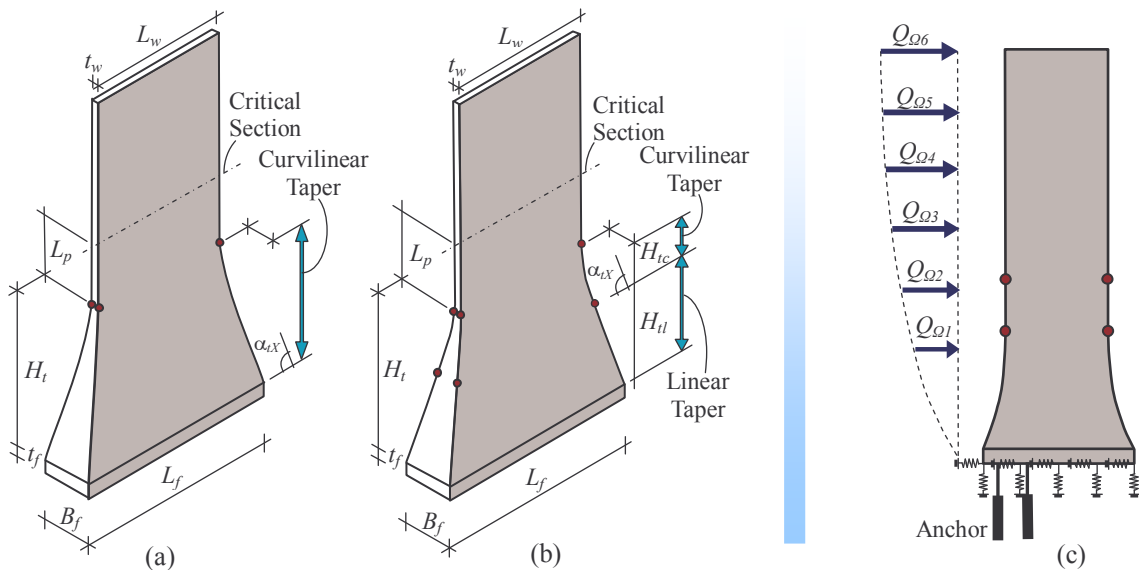 L_w
t_w
Critical
Section
Curvilinear
Taper
L_p
H_t
α_tX
t_f
L_f
B_f
(a)
L_w
t_w
Critical
Section
Curvilinear
Taper
L_p
H_tc
α_tX
H_t
H_tl
Linear
Taper
t_f
L_f
B_f
(b)
Q_Ω6
Q_Ω5
Q_Ω4
Q_Ω3
Q_Ω2
Q_Ω1
Anchor
(c)